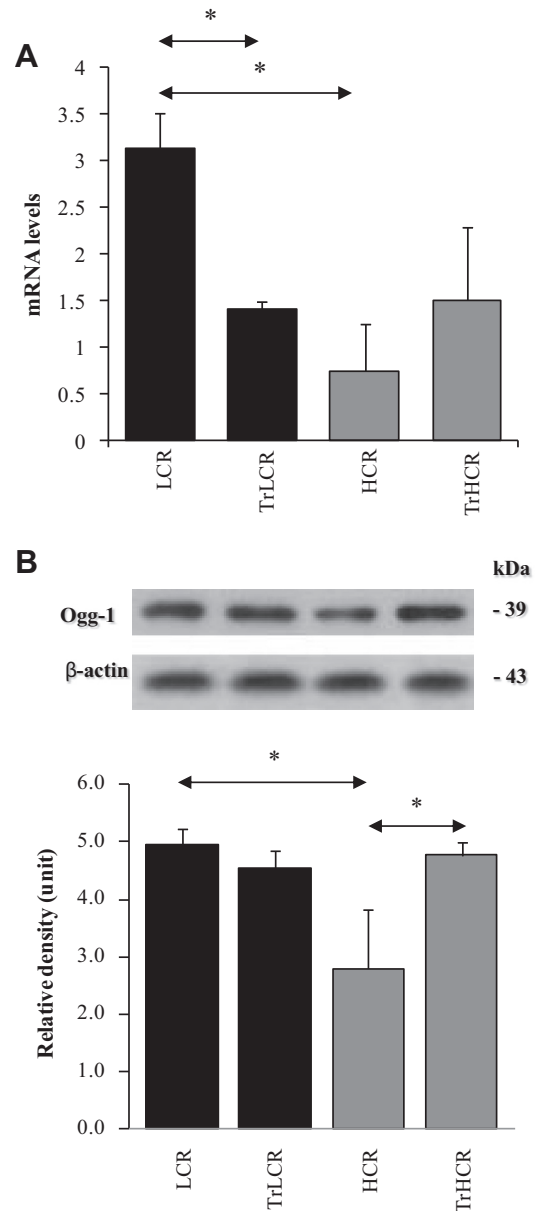 A
*
*
4
3.5
3
2.5
2
1.5
1
0.5
0
mRNA levels
LCR
TrLCR
HCR
TrHCR
B
kDa
Ogg-1
- 39
β-actin
- 43
*
*
6.0
5.0
4.0
3.0
2.0
1.0
0.0
Relative density (unit)
LCR
TrLCR
HCR
TrHCR